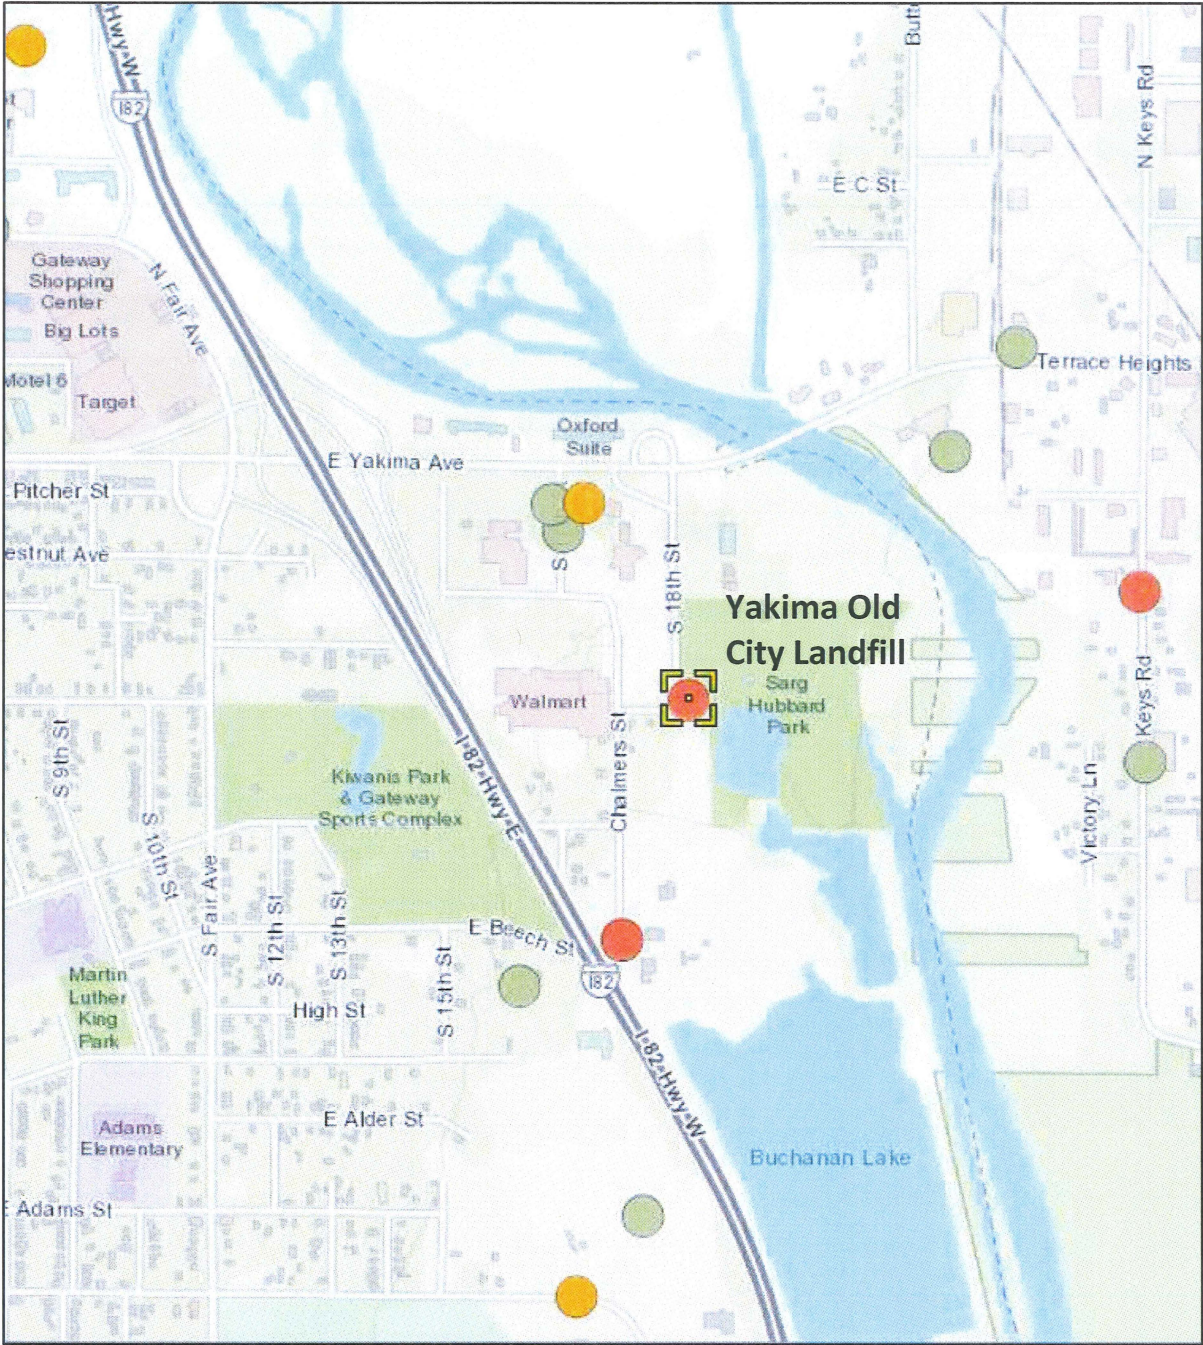 Hwy-W
182
Butt
N Keys Rd
E C St
Gateway
Shopping
Center
Big Lots
N Fair Ave
Motel 6
Target
Terrace Heights
Oxford
Suite
E Yakima Ave
Pitcher St
estnut Ave
S
S 18th St
Yakima Old
City Landfill
Sarg
Hubbard
Park
Walmart
Keys Rd
Chalmers St
I-82-Hwy-E
S 9th St
Kiwanis Park
& Gateway
Sports Complex
S 10th St
Victory Ln
S Fair Ave
S 12th St
S 13th St
E Beech St
S 15th St
182
Martin
Luther
King
Park
High St
I-82-Hwy-W
E Alder St
Adams
Elementary
Buchanan Lake
E Adams St